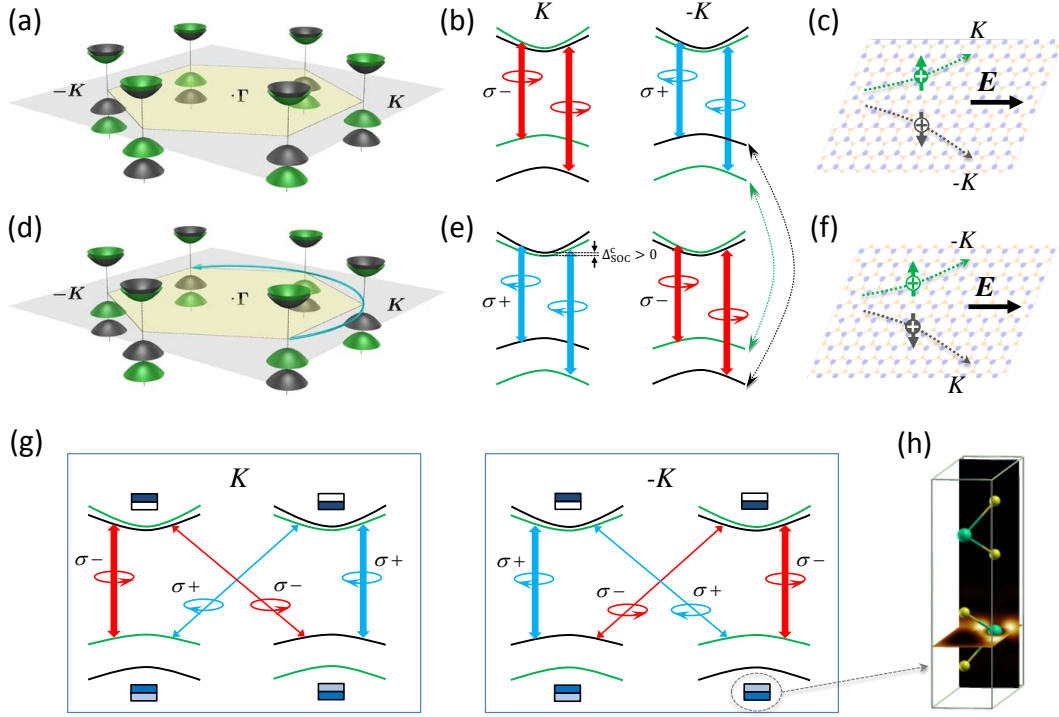 (a)
−K
·Γ
K
(b)
K
-K
σ−
σ+
(c)
K
E
-K
(d)
−K
·Γ
K
(e)
Δ^c_SOC > 0
σ+
σ−
(f)
-K
E
K
(g)
K
σ−
σ+
σ+
σ−
-K
σ+
σ−
σ−
σ+
(h)